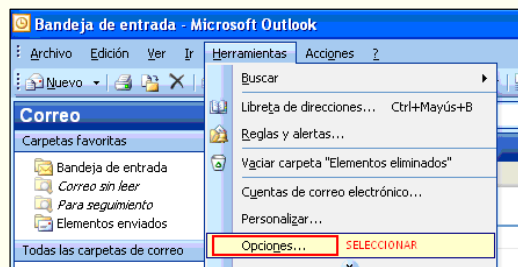 Bandeja de entrada - Microsoft Outlook
Archivo Edición Ver Ir Herramientas Acciones ?
Nuevo
Buscar
Libreta de direcciones... Ctrl+Mayús+B
Reglas y alertas...
Vaciar carpeta "Elementos eliminados"
Cuentas de correo electrónico...
Personalizar...
Opciones... SELECCIONAR
Correo
Carpetas favoritas
Bandeja de entrada
Correo sin leer
Para seguimiento
Elementos enviados
Todas las carpetas de correo